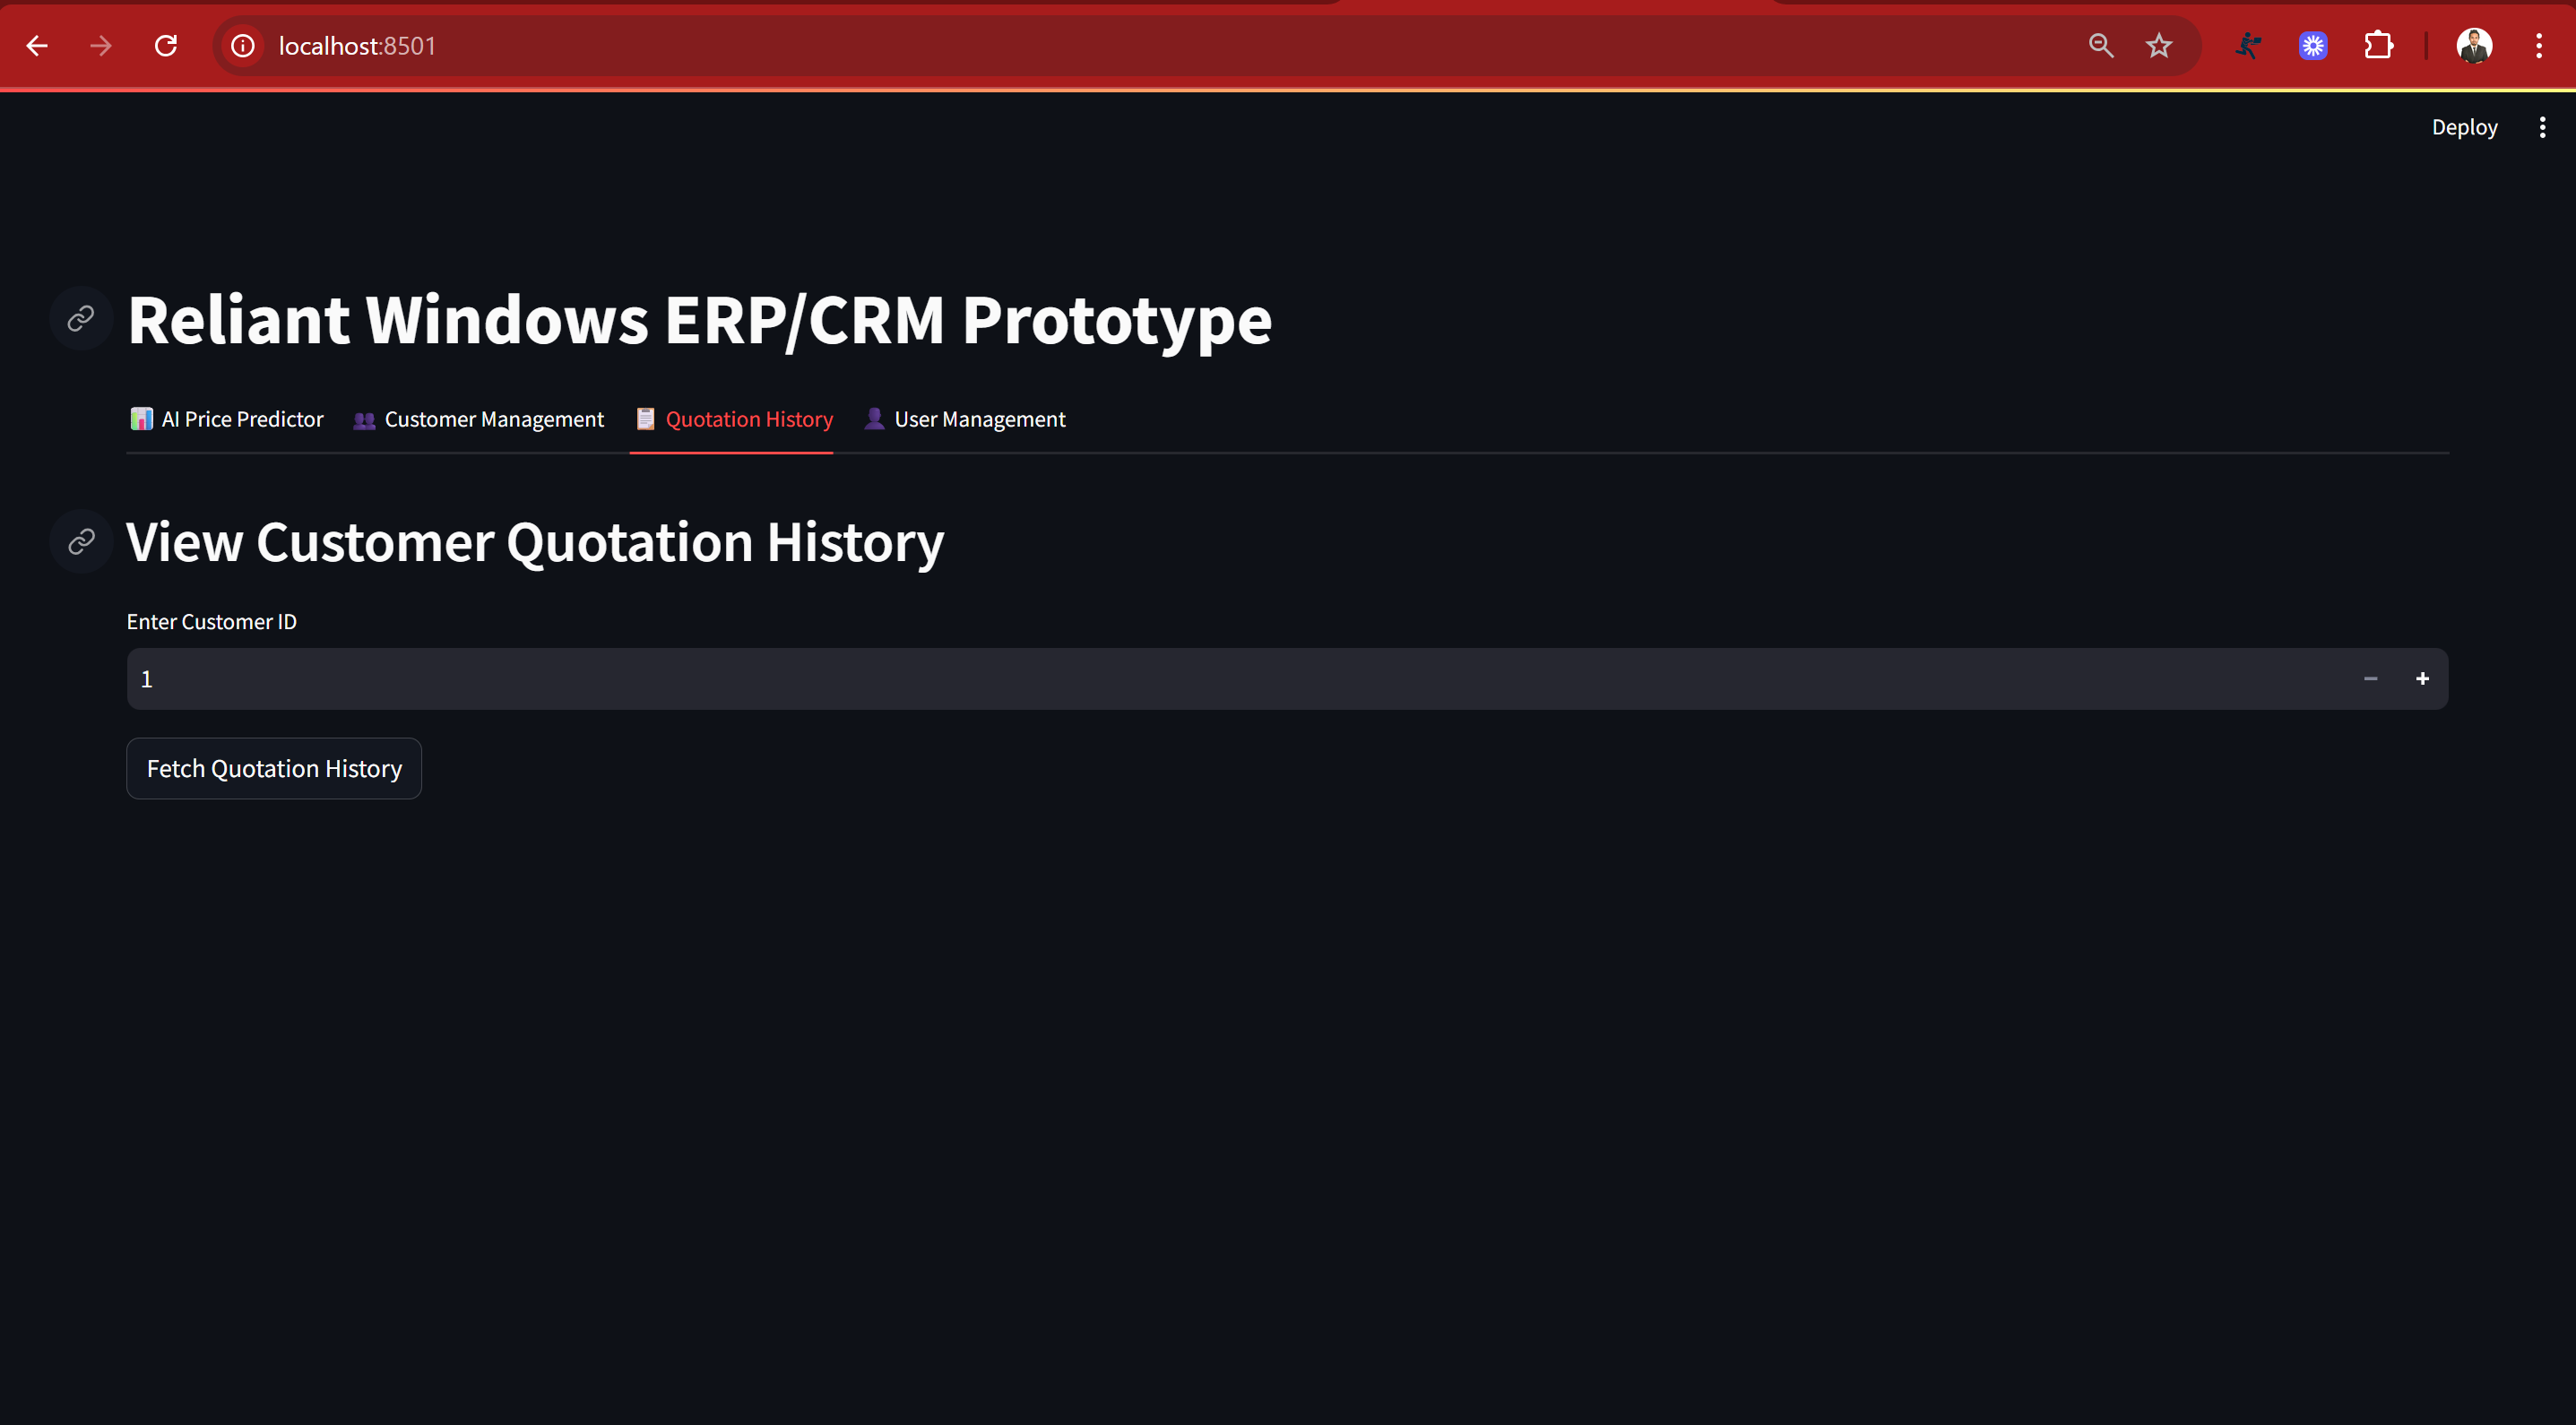 localhost:8501
Deploy
Reliant Windows ERP/CRM Prototype
AI Price Predictor Customer Management Quotation History User Management
View Customer Quotation History
Enter Customer ID
1
Fetch Quotation History